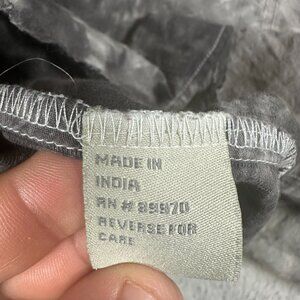 MADE IN
INDIA
RN # 89970
REVERSE FOR
CARE